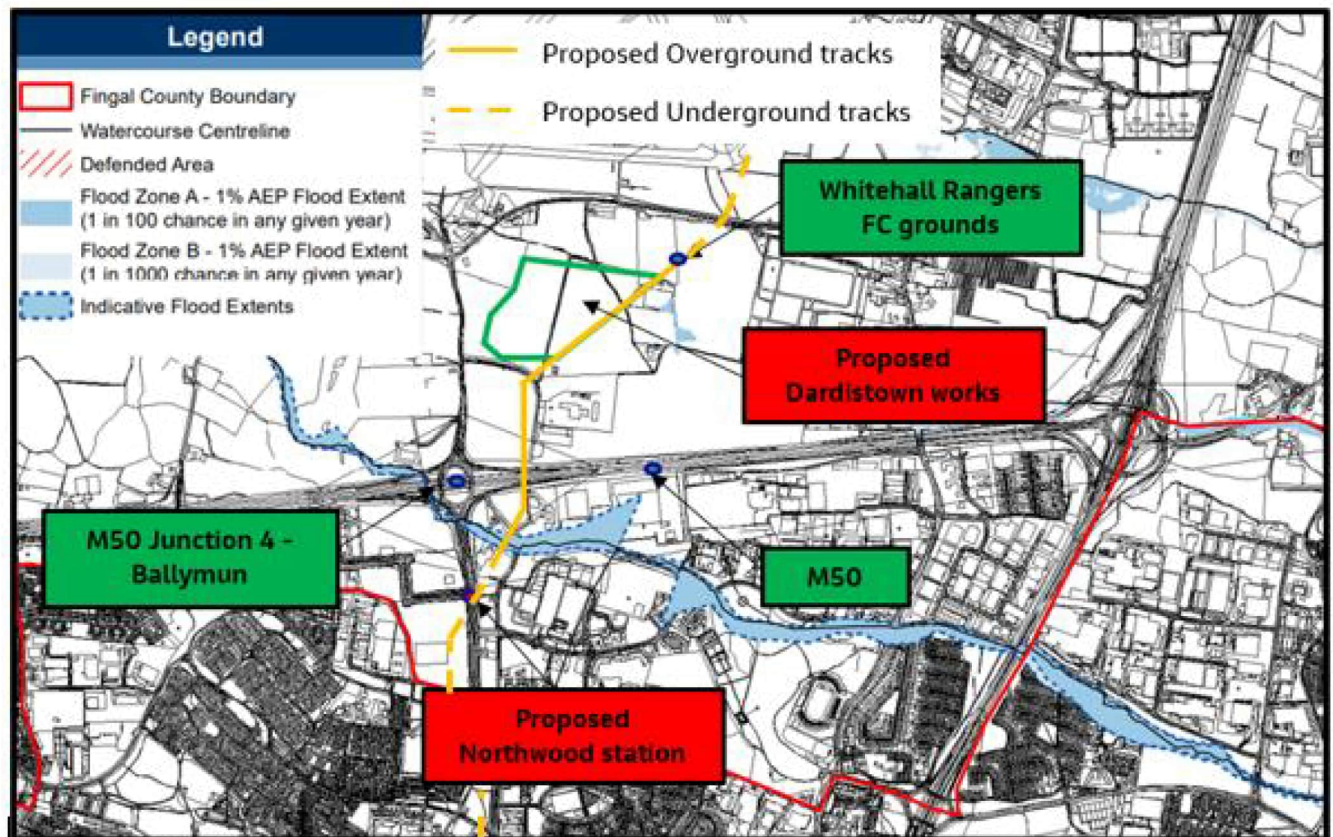 Legend
Fingal County Boundary
Watercourse Centreline
Defended Area
Flood Zone A - 1% AEP Flood Extent
(1 in 100 chance in any given year)
Flood Zone B - 1% AEP Flood Extent
(1 in 1000 chance in any given year)
Indicative Flood Extents
Proposed Overground tracks
Proposed Underground tracks
Whitehall Rangers
FC grounds
Proposed
Dardistown works
M50 Junction 4 -
Ballymun
M50
Proposed
Northwood station